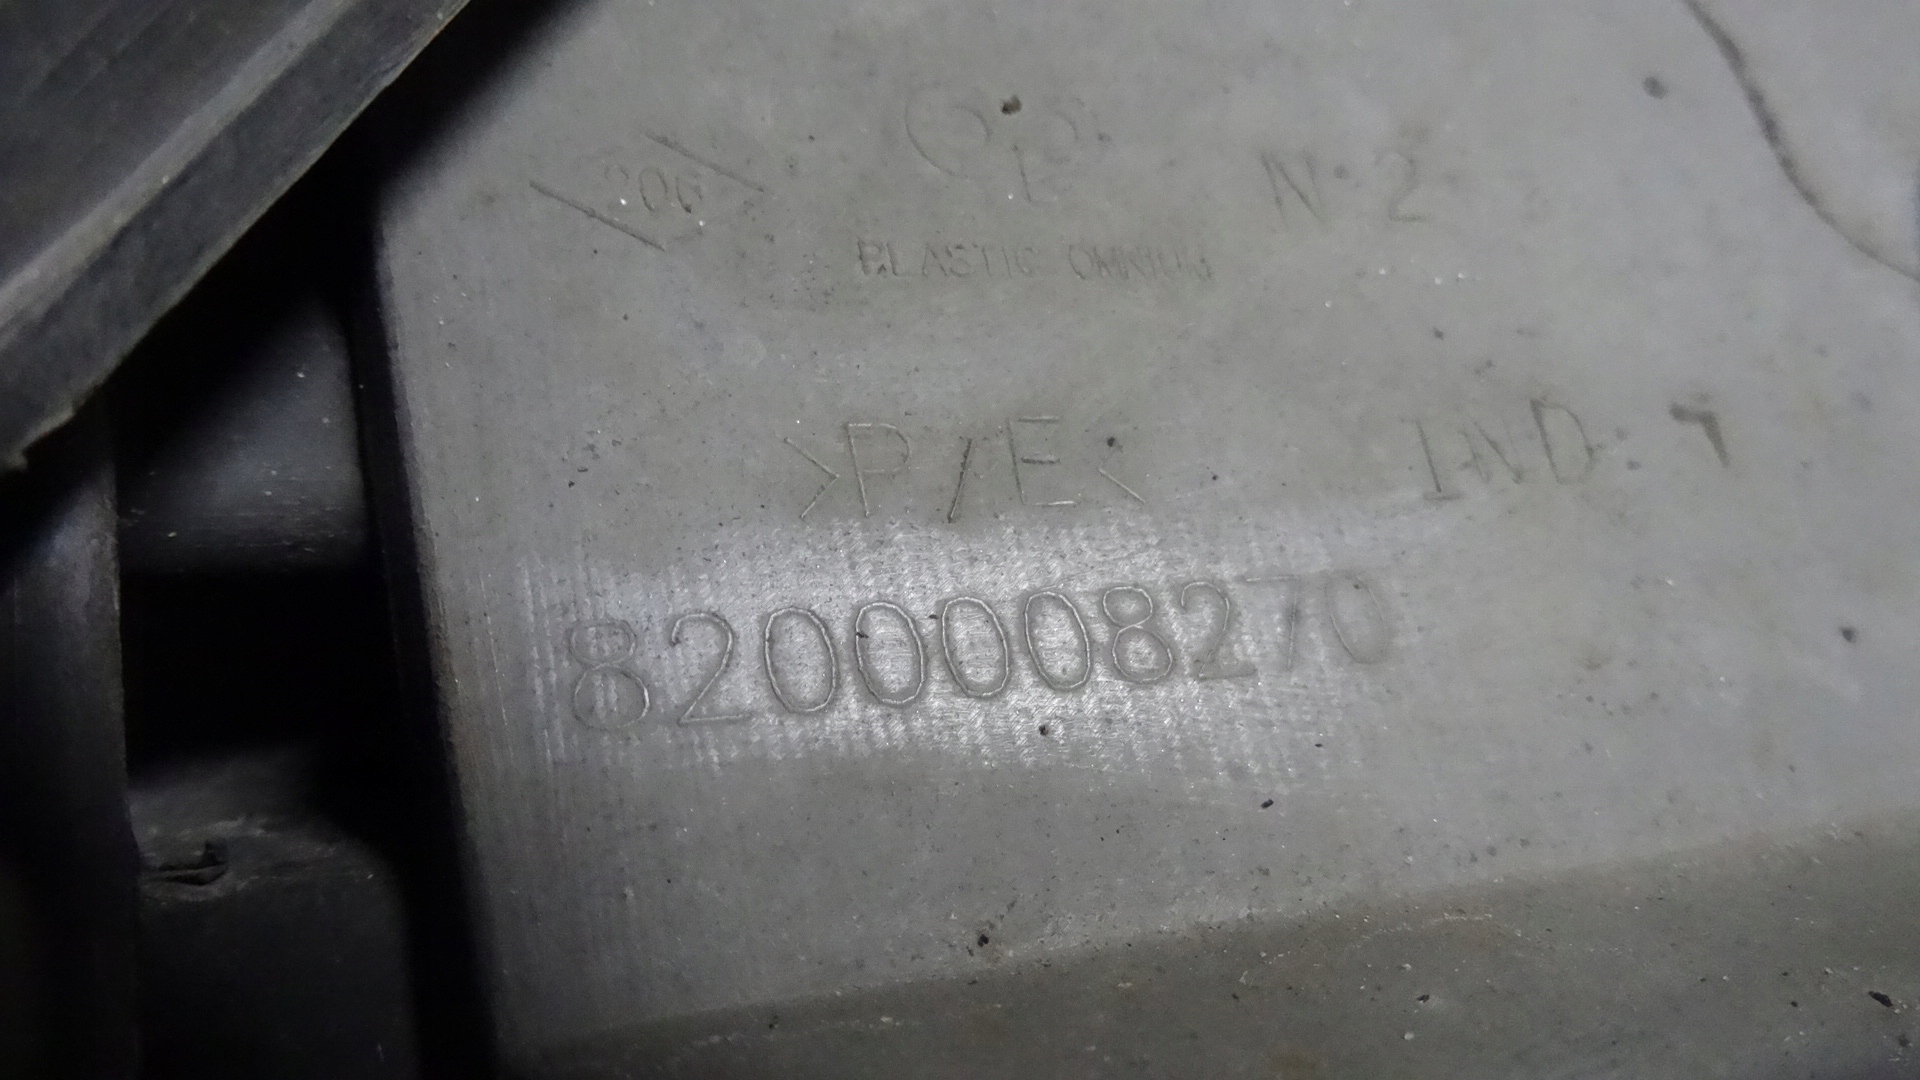 N·2
PLASTIC OMNIUM
>P/E<
IND.
8200008270